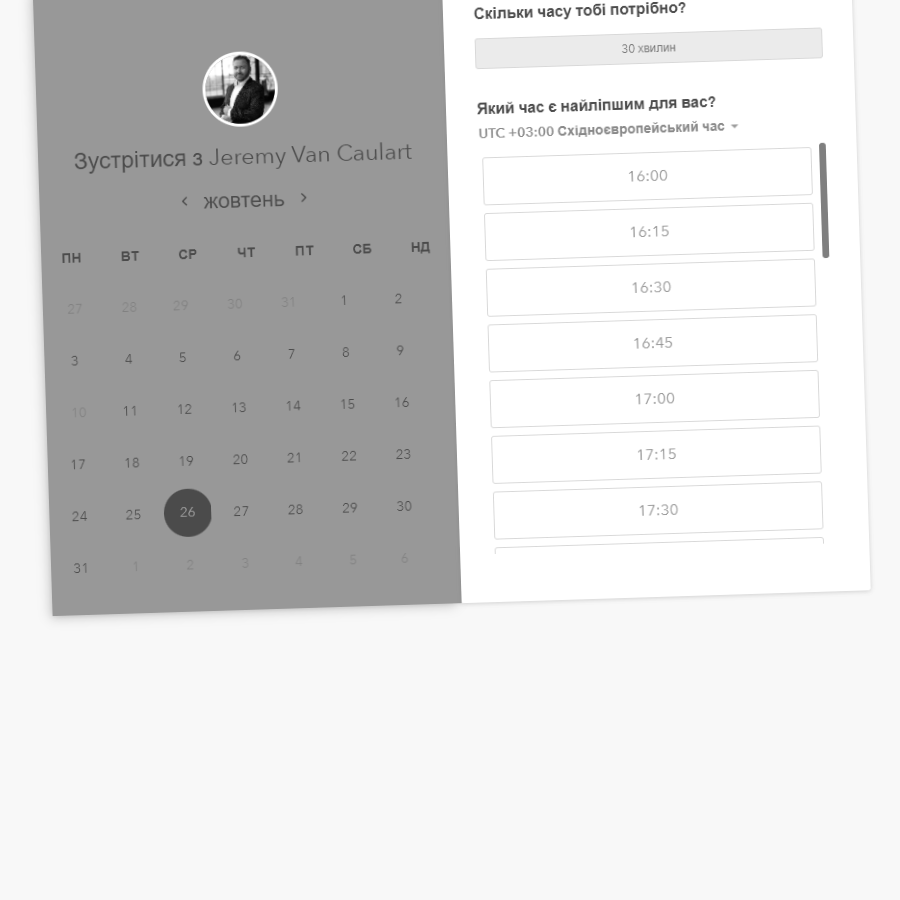 Зустрітися з Jeremy Van Caulart
‹ жовтень ›
ПН ВТ СР ЧТ ПТ СБ НД
27 28 29 30 31 1 2
3 4 5 6 7 8 9
10 11 12 13 14 15 16
17 18 19 20 21 22 23
24 25 26 27 28 29 30
31 1 2 3 4 5 6
Скільки часу тобі потрібно?
30 хвилин
Який час є найліпшим для вас?
UTC +03:00 Східноєвропейський час
16:00
16:15
16:30
16:45
17:00
17:15
17:30